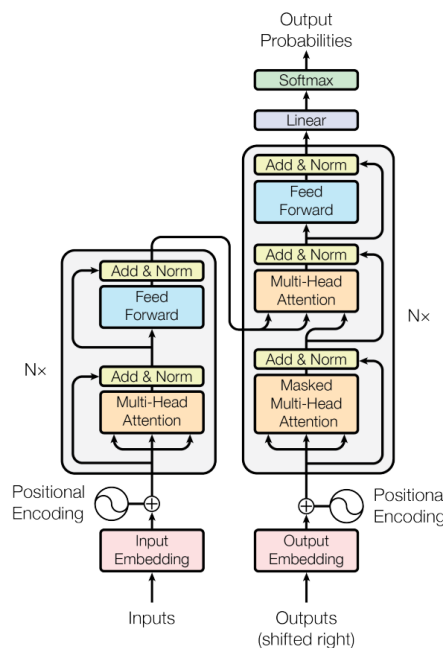 Output
Probabilities
Softmax
Linear
Add & Norm
Feed
Forward
Add & Norm
Multi-Head
Attention
Add & Norm
Masked
Multi-Head
Attention
N×
Add & Norm
Feed
Forward
Add & Norm
Multi-Head
Attention
N×
Positional
Encoding
Positional
Encoding
Input
Embedding
Output
Embedding
Inputs
Outputs
(shifted right)